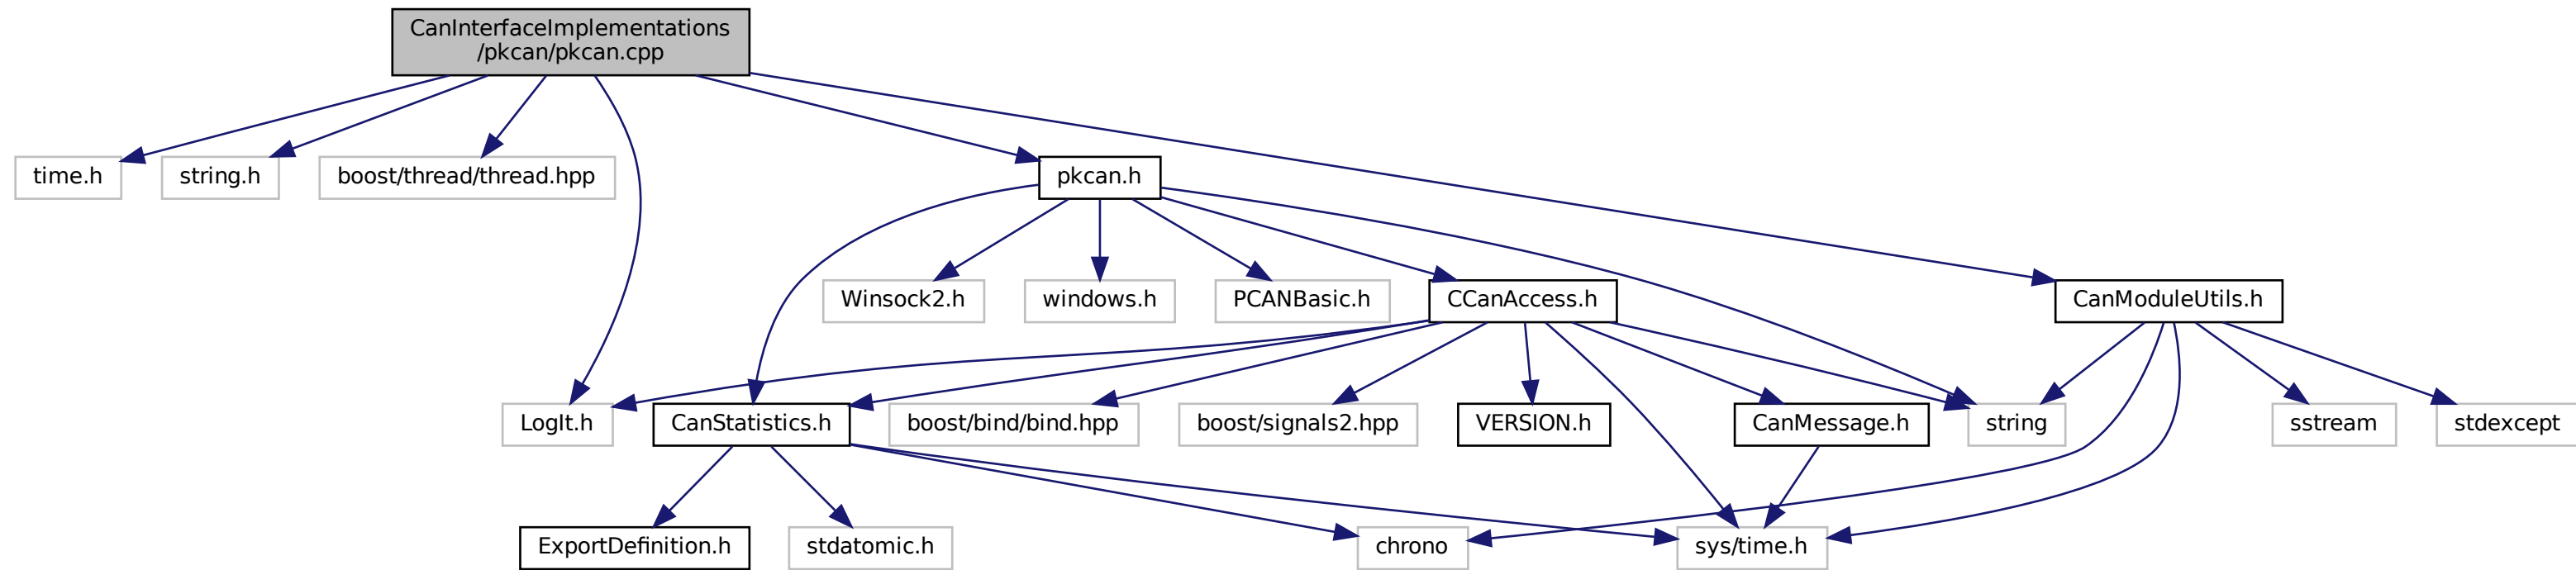 CanInterfaceImplementations
/pkcan/pkcan.cpp
time.h
string.h
boost/thread/thread.hpp
pkcan.h
Winsock2.h
windows.h
PCANBasic.h
CCanAccess.h
CanModuleUtils.h
LogIt.h
CanStatistics.h
boost/bind/bind.hpp
boost/signals2.hpp
VERSION.h
CanMessage.h
string
sstream
stdexcept
ExportDefinition.h
stdatomic.h
chrono
sys/time.h